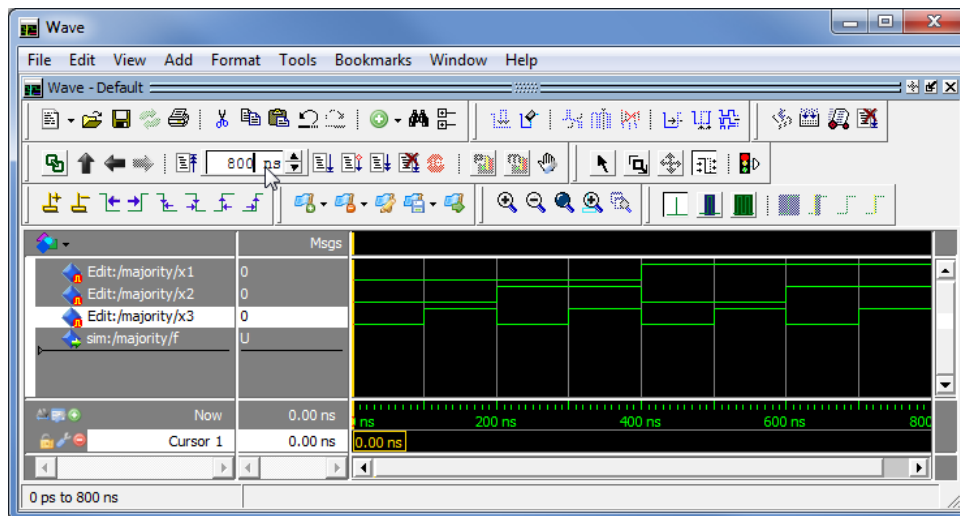 Wave
File Edit View Add Format Tools Bookmarks Window Help
Wave - Default
800 ns
Msgs
Edit:/majority/x1 0
Edit:/majority/x2 0
Edit:/majority/x3 0
sim:/majority/f U
Now 0.00 ns ns 200 ns 400 ns 600 ns 800
Cursor 1 0.00 ns 0.00 ns
0 ps to 800 ns